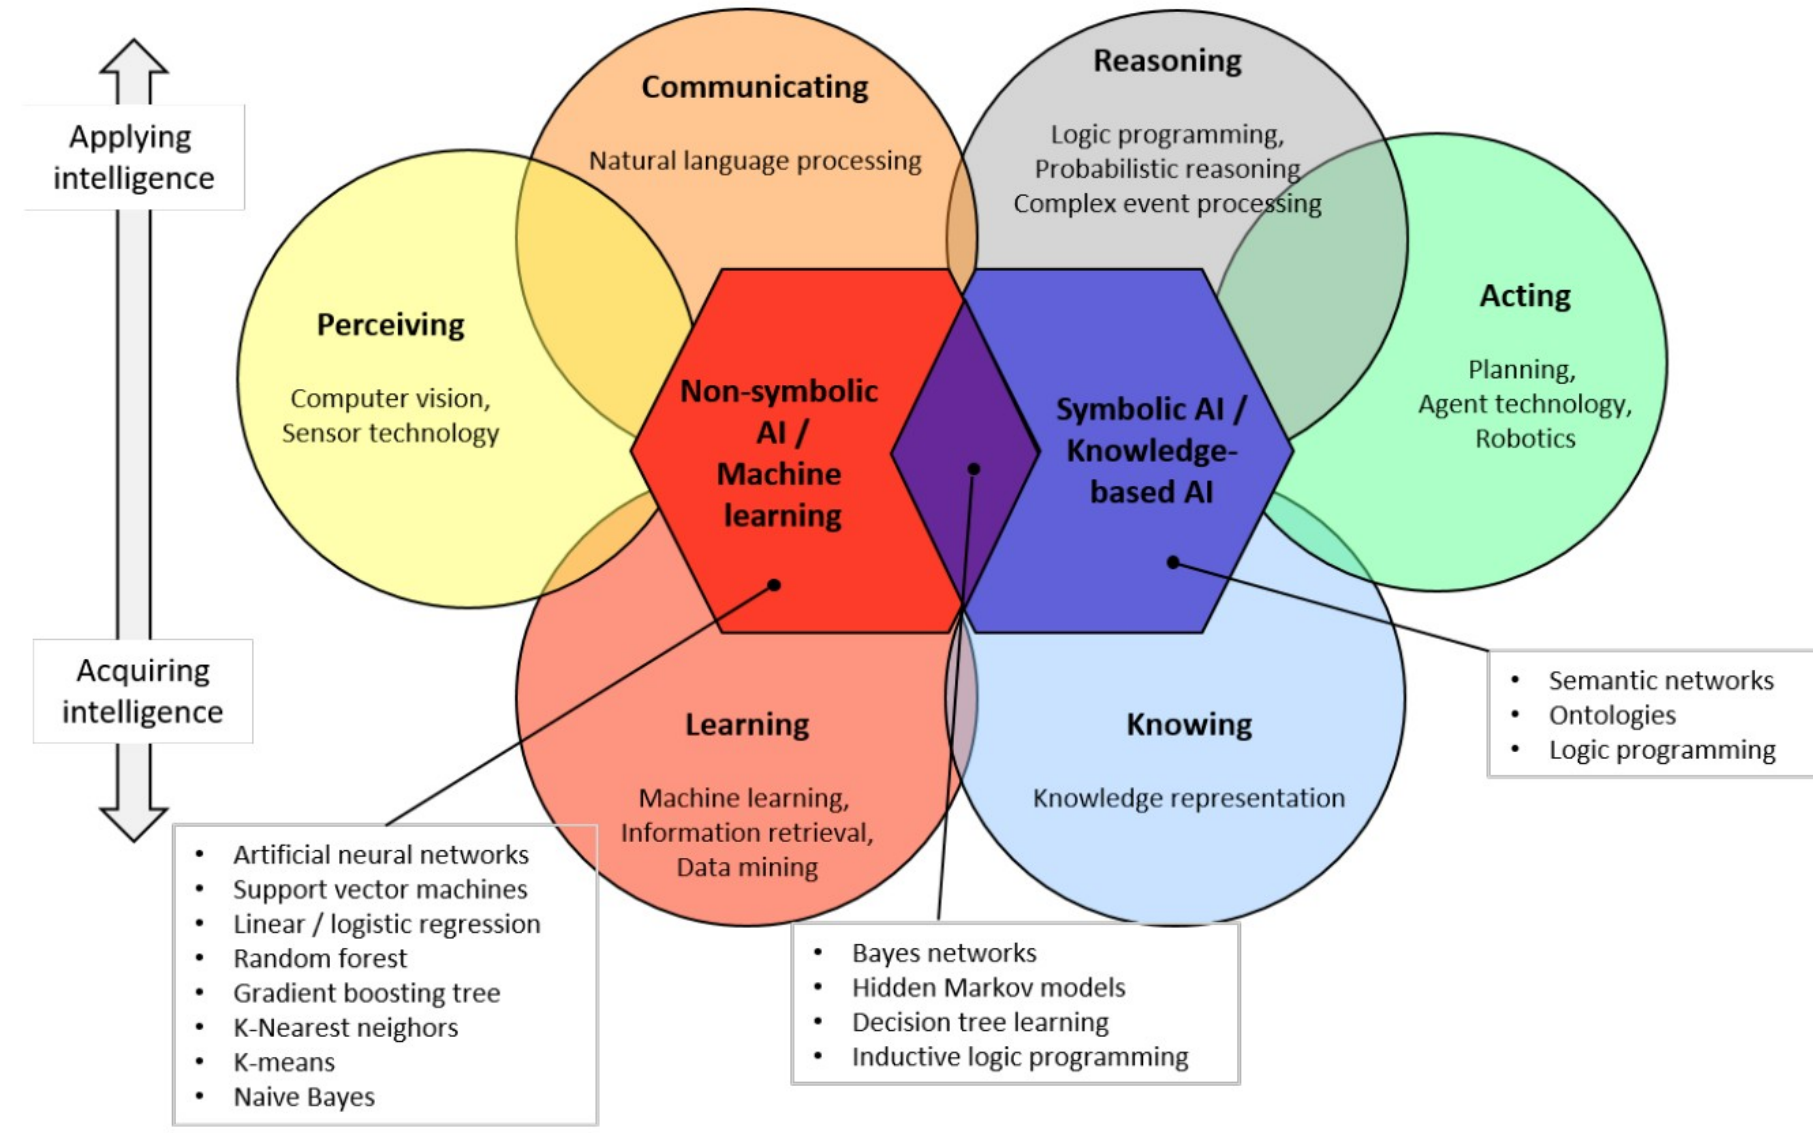 Applying
intelligence
Acquiring
intelligence
Communicating
Natural language processing
Reasoning
Logic programming,
Probabilistic reasoning
Complex event processing
Perceiving
Computer vision,
Sensor technology
Non-symbolic
AI /
Machine
learning
Symbolic AI /
Knowledge-
based AI
Acting
Planning,
Agent technology,
Robotics
Learning
Machine learning,
Information retrieval,
Data mining
Knowing
Knowledge representation
• Semantic networks
• Ontologies
• Logic programming
• Artificial neural networks
• Support vector machines
• Linear / logistic regression
• Random forest
• Gradient boosting tree
• K-Nearest neighors
• K-means
• Naive Bayes
• Bayes networks
• Hidden Markov models
• Decision tree learning
• Inductive logic programming